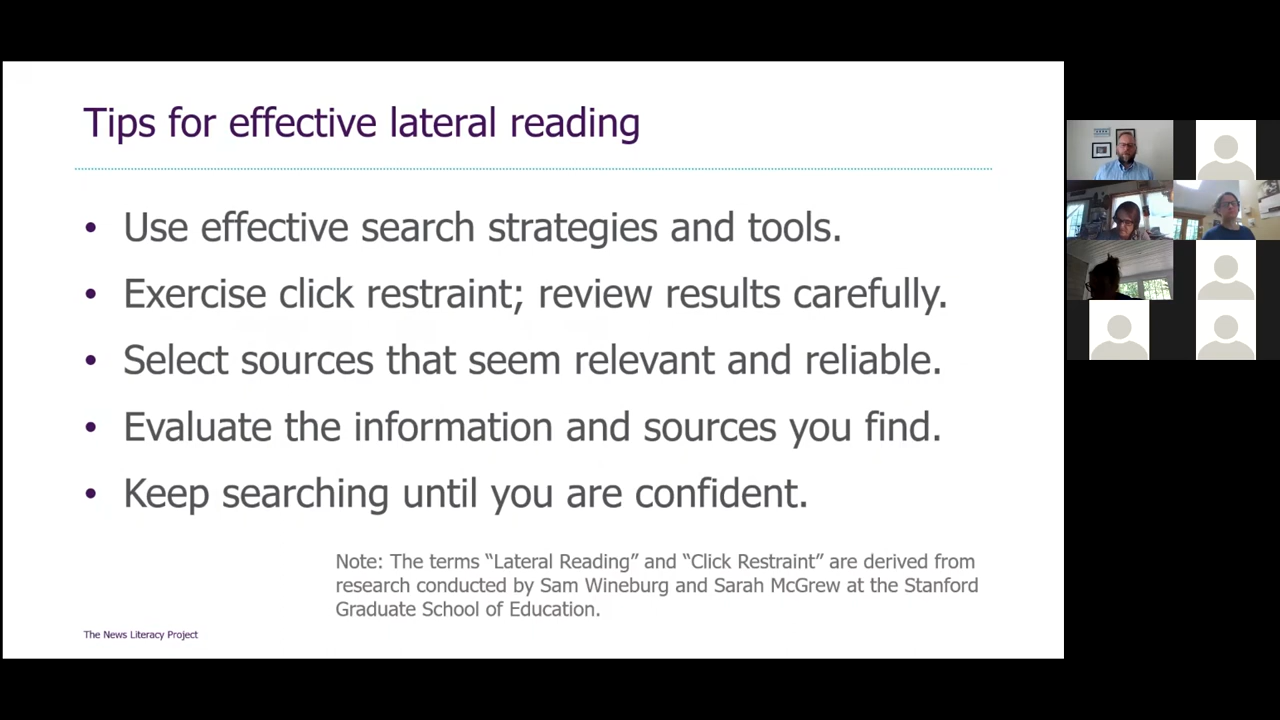 Tips for effective lateral reading
• Use effective search strategies and tools.
• Exercise click restraint; review results carefully.
• Select sources that seem relevant and reliable.
• Evaluate the information and sources you find.
• Keep searching until you are confident.
Note: The terms “Lateral Reading” and “Click Restraint” are derived from
research conducted by Sam Wineburg and Sarah McGrew at the Stanford
Graduate School of Education.
The News Literacy Project